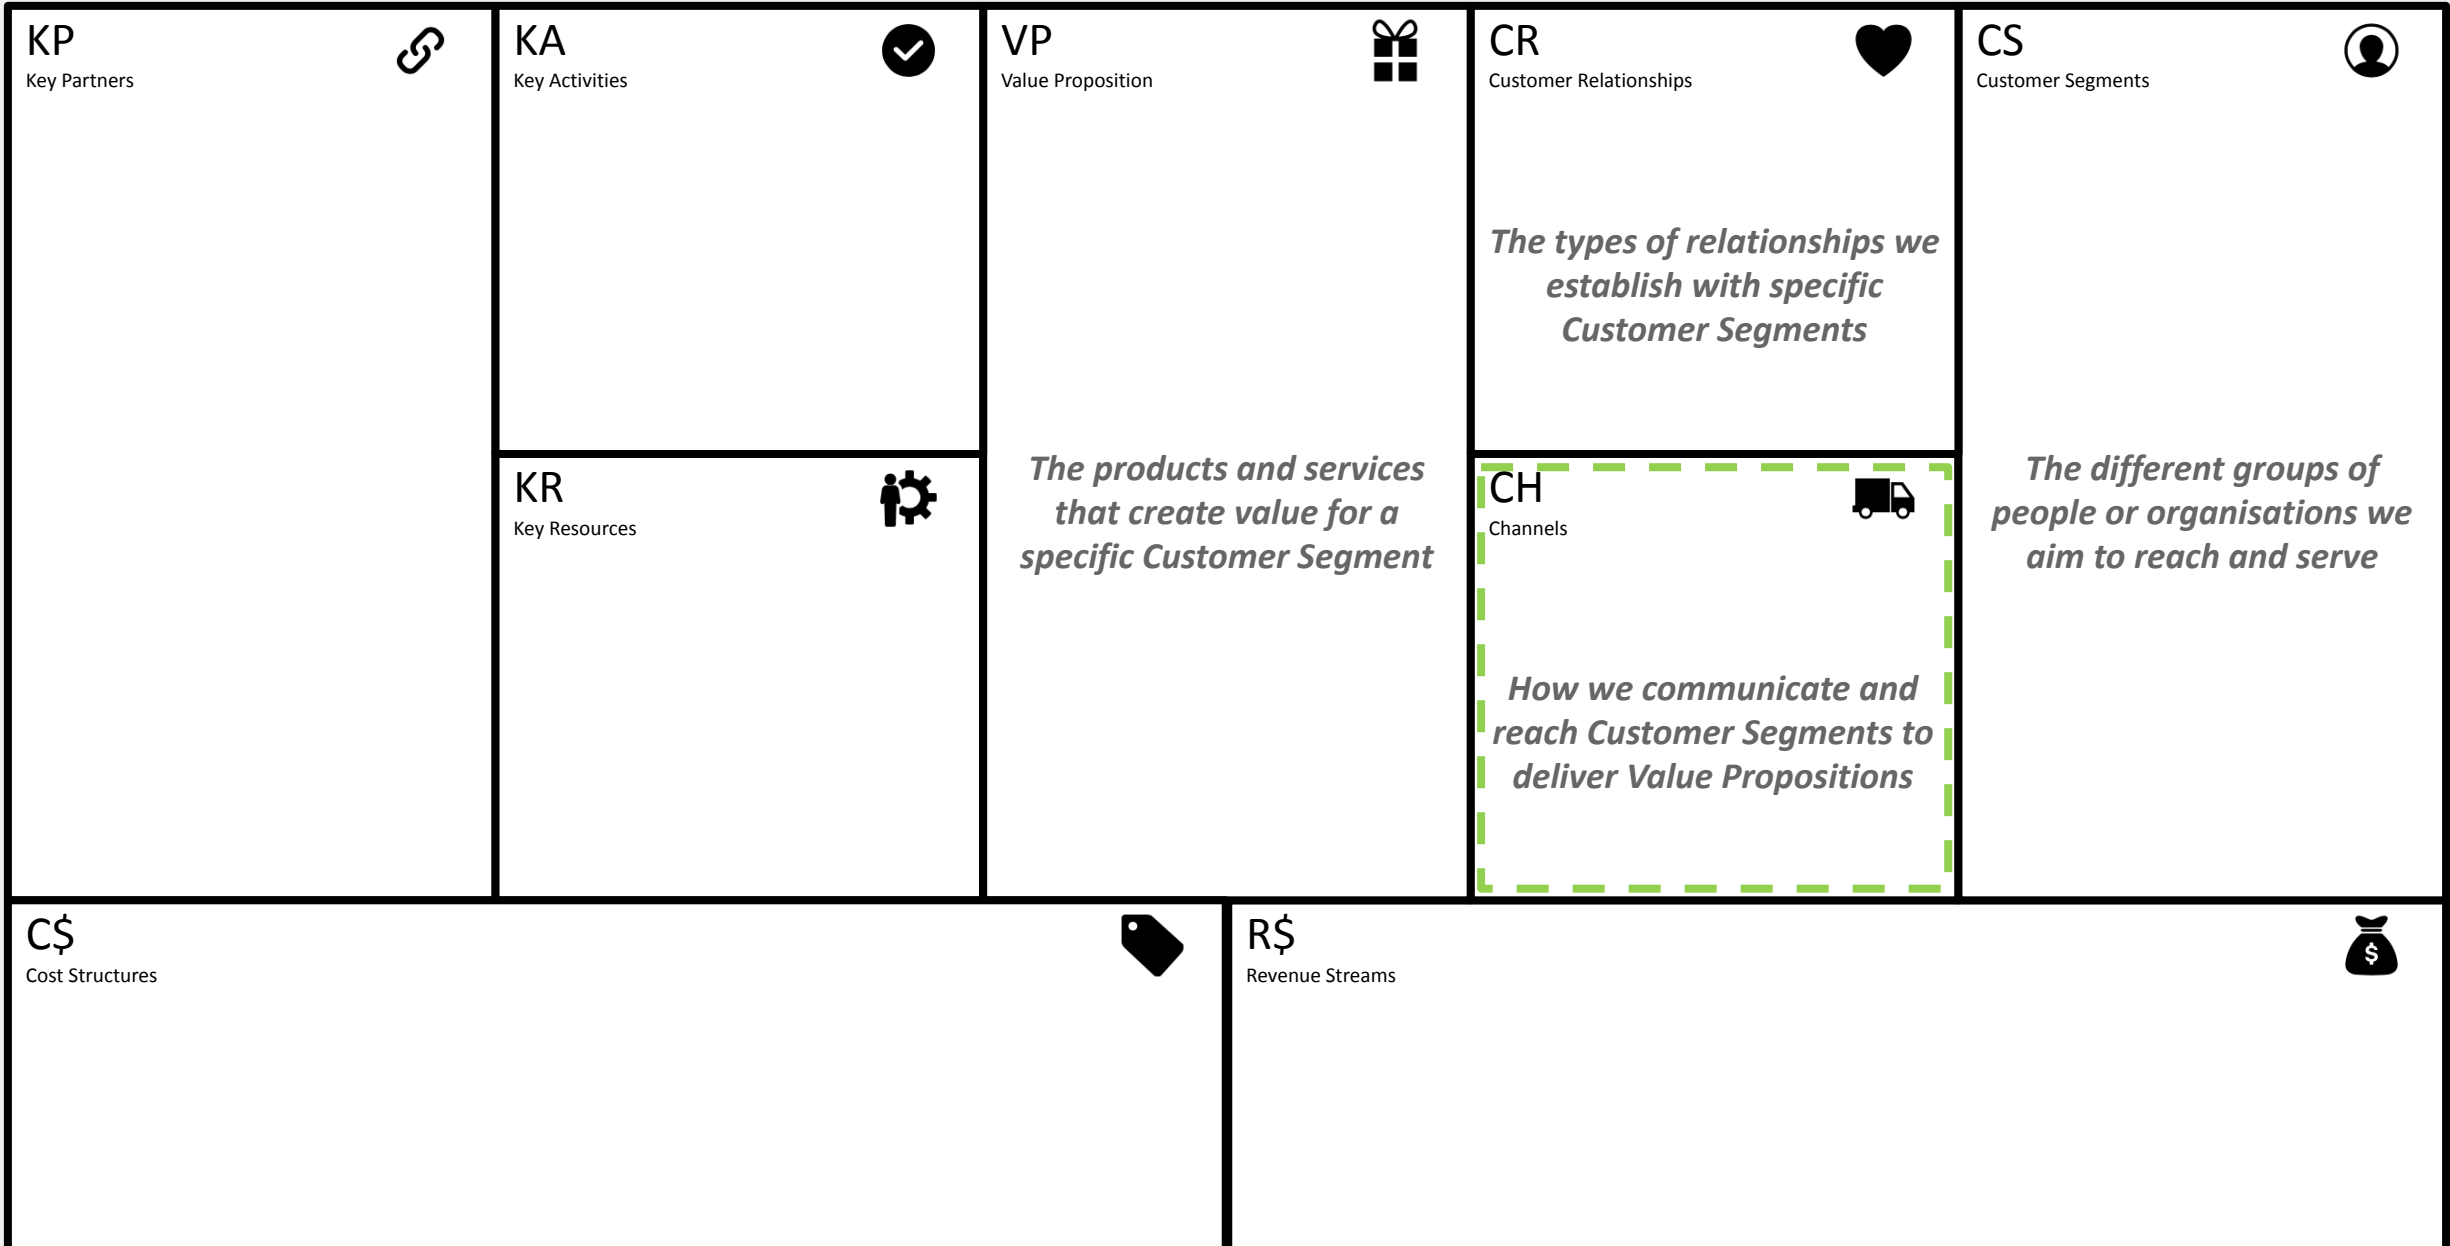 KP
Key Partners
KA
Key Activities
KR
Key Resources
VP
Value Proposition
The products and services
that create value for a
specific Customer Segment
CR
Customer Relationships
The types of relationships we
establish with specific
Customer Segments
CH
Channels
How we communicate and
reach Customer Segments to
deliver Value Propositions
CS
Customer Segments
The different groups of
people or organisations we
aim to reach and serve
C$
Cost Structures
R$
Revenue Streams
$